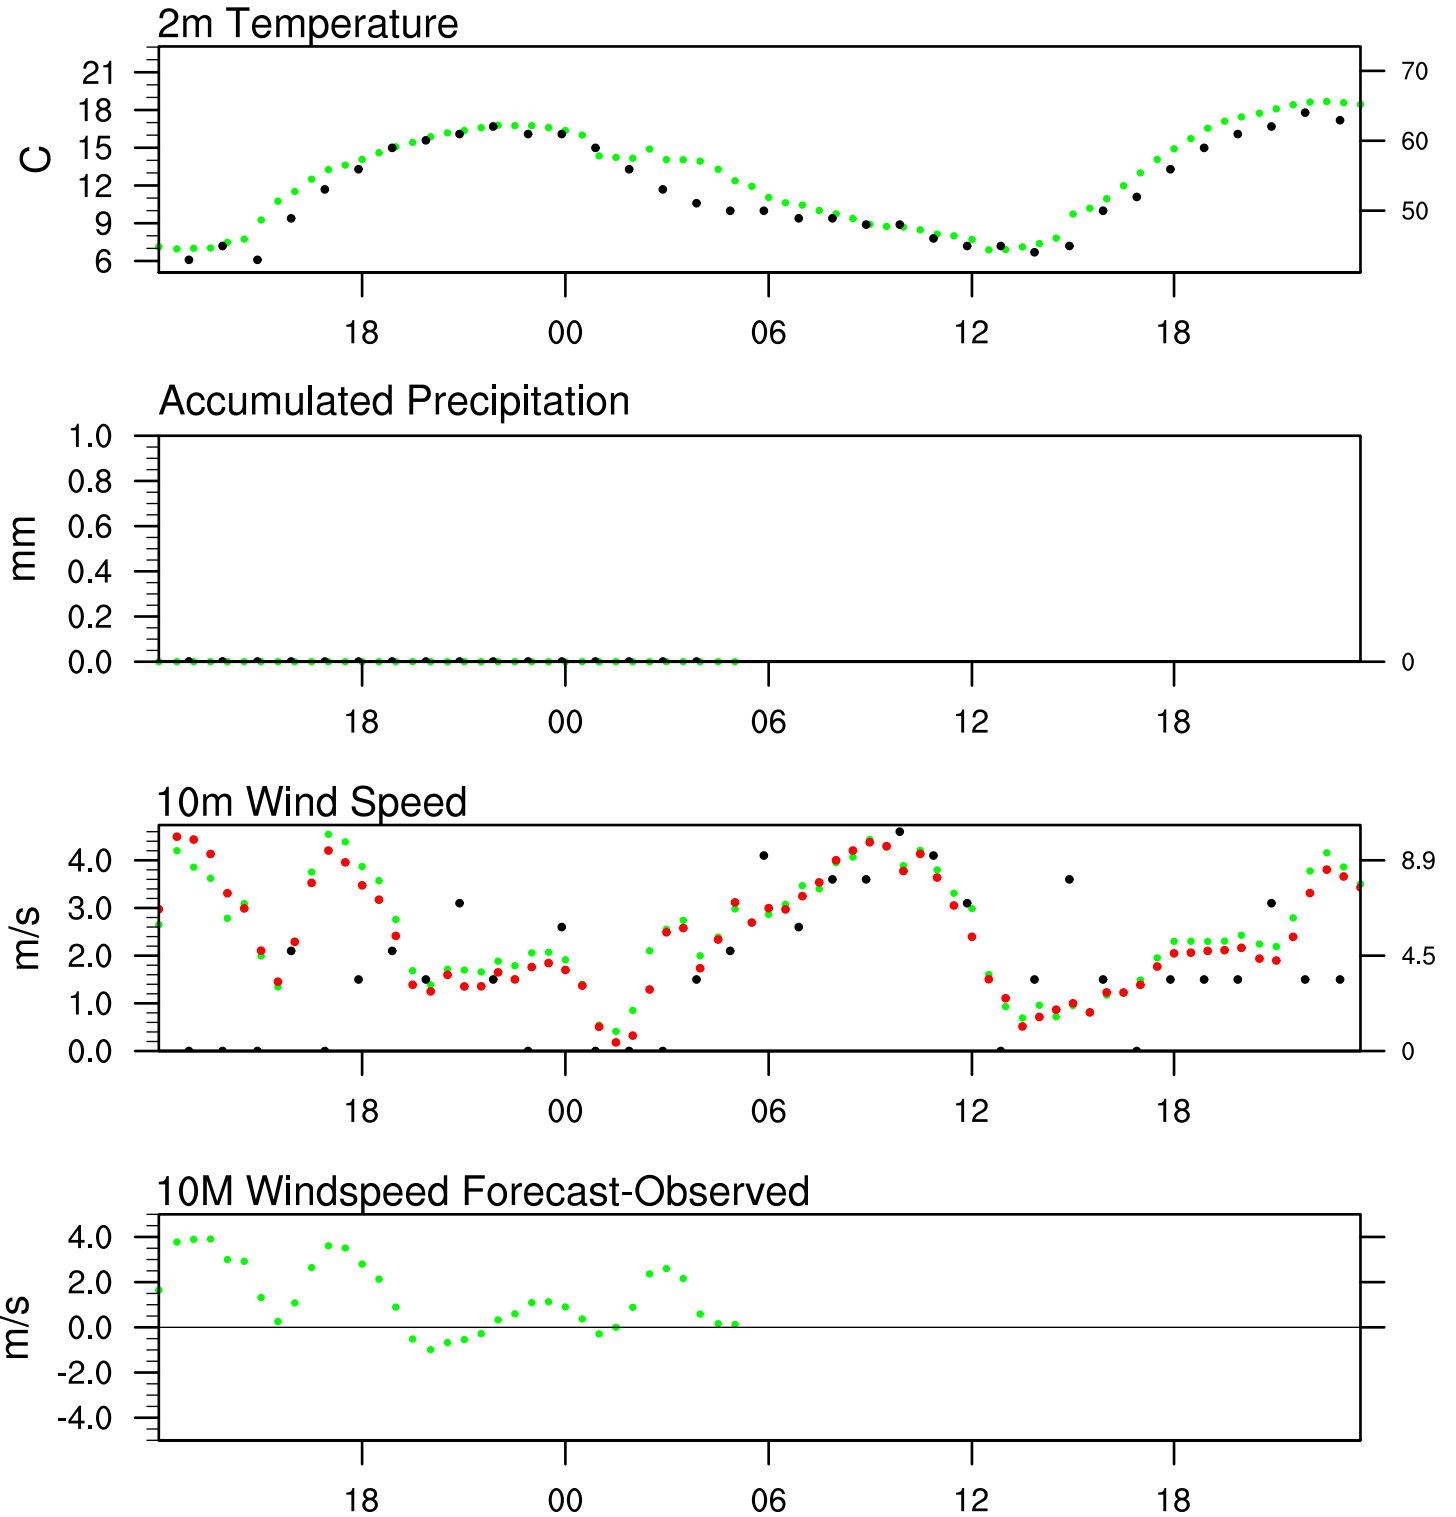 2m Temperature
C
21
18
15
12
9
6
70
60
50
18 00 06 12 18
Accumulated Precipitation
mm
1.0
0.8
0.6
0.4
0.2
0.0
0
18 00 06 12 18
10m Wind Speed
m/s
4.0
3.0
2.0
1.0
0.0
8.9
4.5
0
18 00 06 12 18
10M Windspeed Forecast-Observed
m/s
4.0
2.0
0.0
-2.0
-4.0
18 00 06 12 18